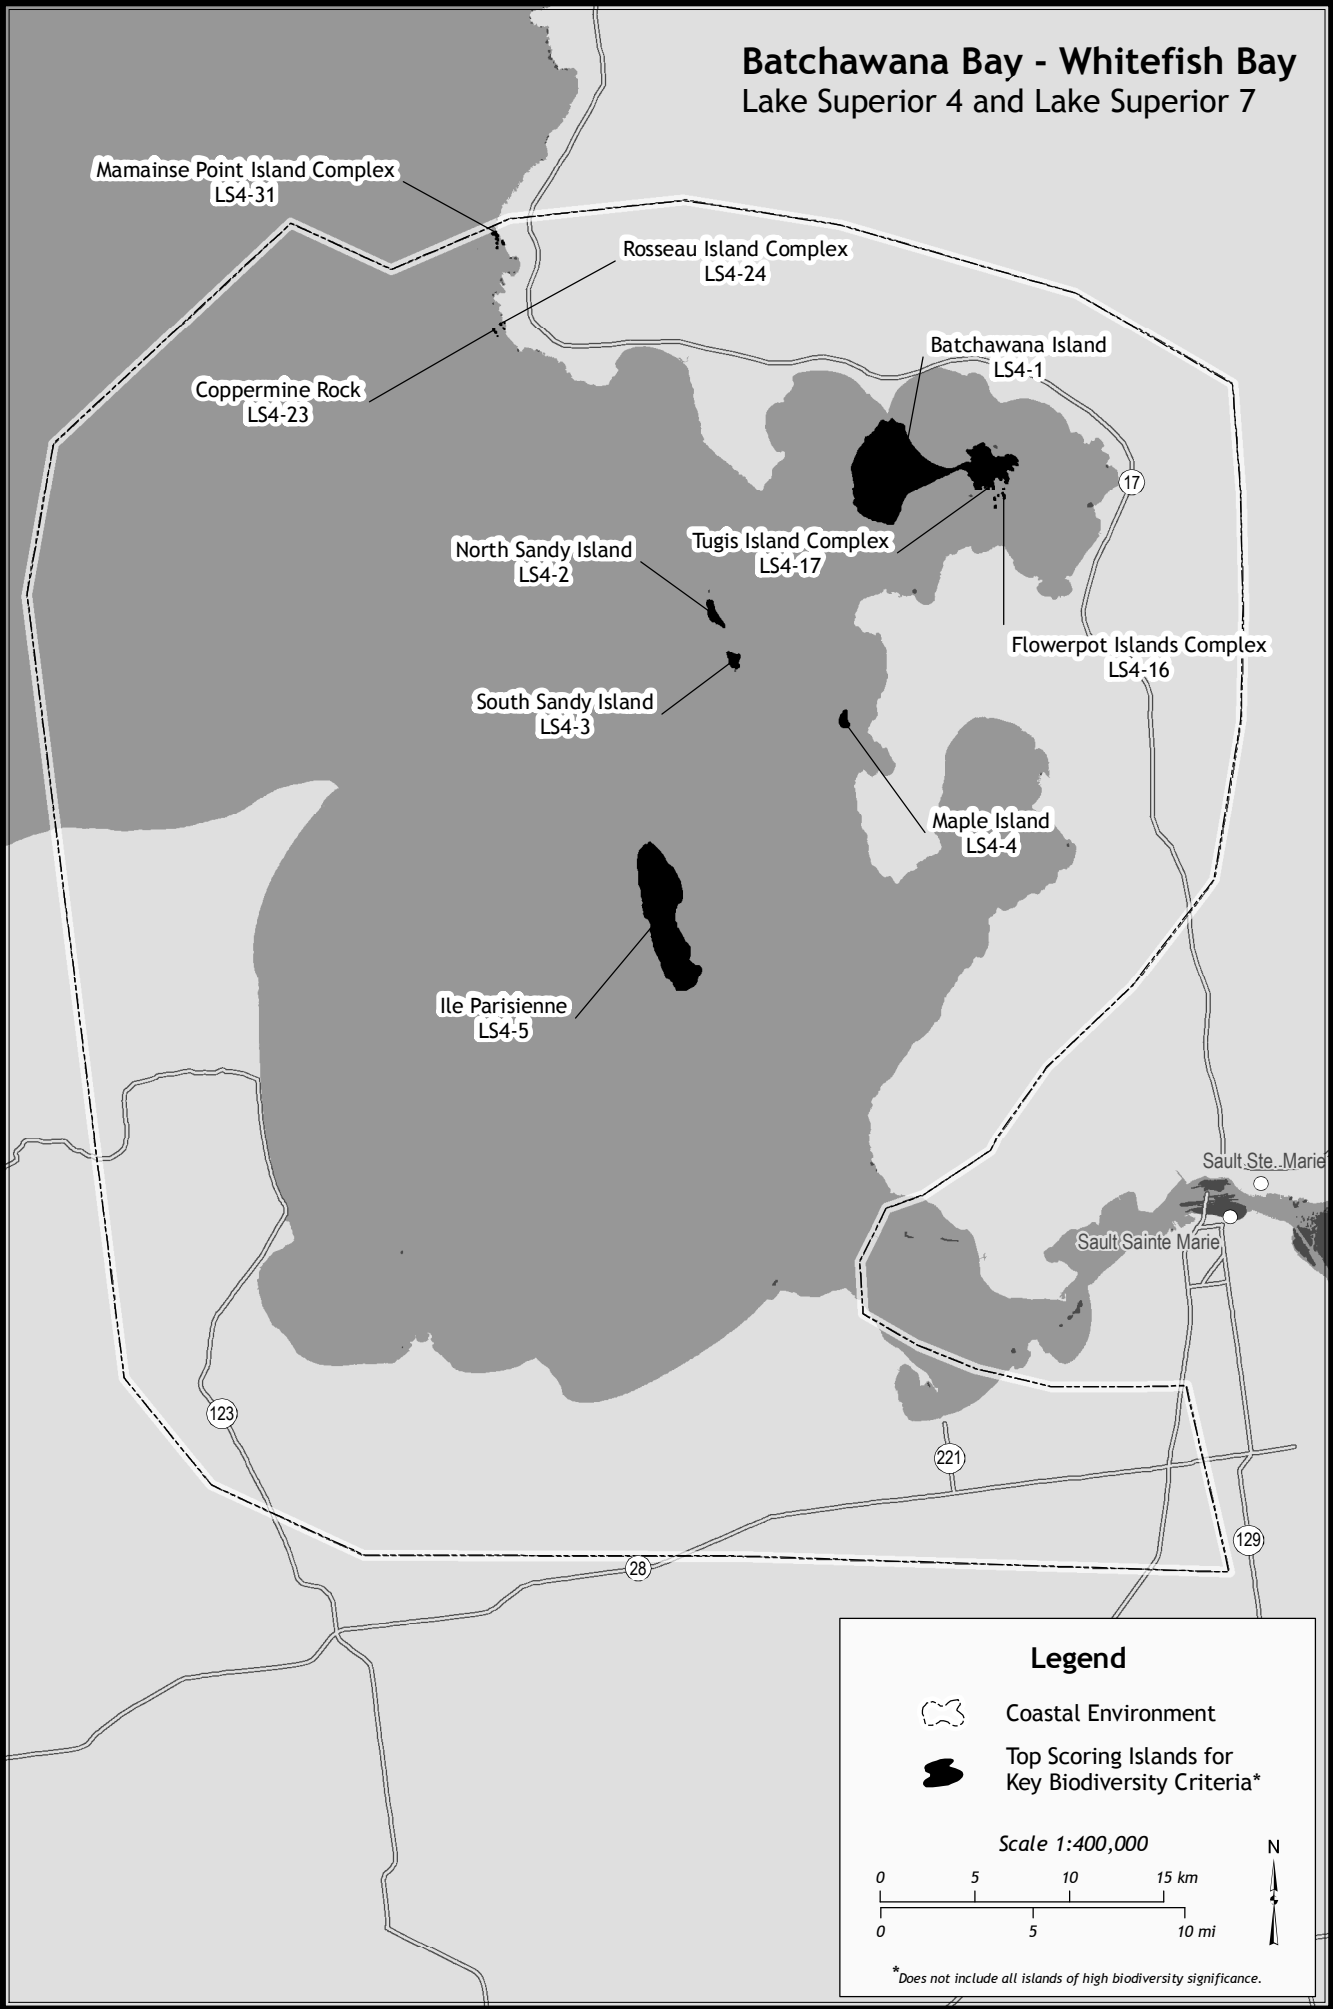 Batchawana Bay - Whitefish Bay
Lake Superior 4 and Lake Superior 7
Mamainse Point Island Complex
LS4-31
Rosseau Island Complex
LS4-24
Batchawana Island
LS4-1
Coppermine Rock
LS4-23
17
Tugis Island Complex
LS4-17
North Sandy Island
LS4-2
Flowerpot Islands Complex
LS4-16
South Sandy Island
LS4-3
Maple Island
LS4-4
Ile Parisienne
LS4-5
Sault Ste. Marie
Sault Sainte Marie
123
221
129
28
Legend
Coastal Environment
Top Scoring Islands for
Key Biodiversity Criteria*
Scale 1:400,000
N
0 5 10 15 km
0 5 10 mi
*Does not include all islands of high biodiversity significance.